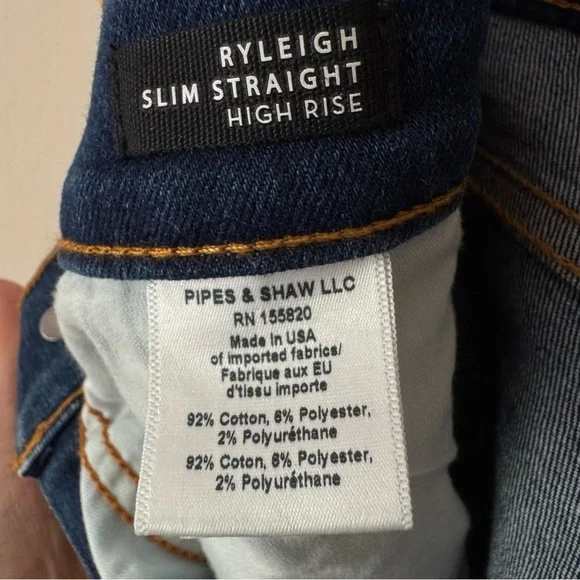 RYLEIGH
SLIM STRAIGHT
HIGH RISE
PIPES & SHAW LLC
RN 155820
Made in USA
of imported fabrics/
Fabrique aux EU
d'tissu importe
92% Cotton, 6% Polyester,
2% Polyuréthane
92% Coton, 6% Polyester,
2% Polyuréthane